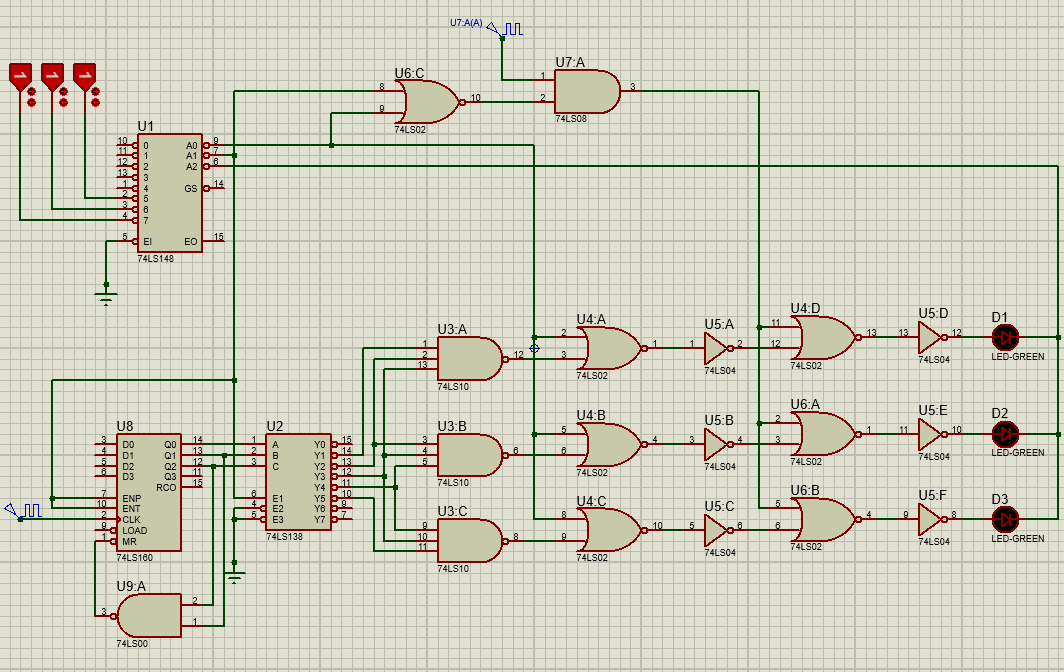 U7:A(A)
U7:A
1
2
3
74LS08
U6:C
8
9
10
74LS02
1
1
1
U1
10 0 A0 9
11 1 A1 7
12 2 A2 6
13 3
1 4 GS 14
2 5
3 6
4 7
5 EI EO 15
74LS148
U3:A
1
2
13
12
74LS10
U4:A
2
3
1
74LS02
U5:A
1 2
74LS04
U4:D
11
12
13
74LS02
U5:D
13 12
74LS04
D1
LED-GREEN
U3:B
3
4
5
6
74LS10
U4:B
5
6
4
74LS02
U5:B
3 4
74LS04
U6:A
2
3
1
74LS02
U5:E
11 10
74LS04
D2
LED-GREEN
U3:C
9
10
11
8
74LS10
U4:C
8
9
10
74LS02
U5:C
5 6
74LS04
U6:B
5
6
4
74LS02
U5:F
9 8
74LS04
D3
LED-GREEN
U8
3 D0 Q0 14
4 D1 Q1 13
5 D2 Q2 12
6 D3 Q3 11
RCO 15
7 ENP
10 ENT
2 CLK
9 LOAD
1 MR
74LS160
U2
1 A Y0 15
2 B Y1 14
3 C Y2 13
Y3 12
Y4 11
6 E1 Y5 10
4 E2 Y6 9
5 E3 Y7 7
74LS138
U9:A
3
2
1
74LS00